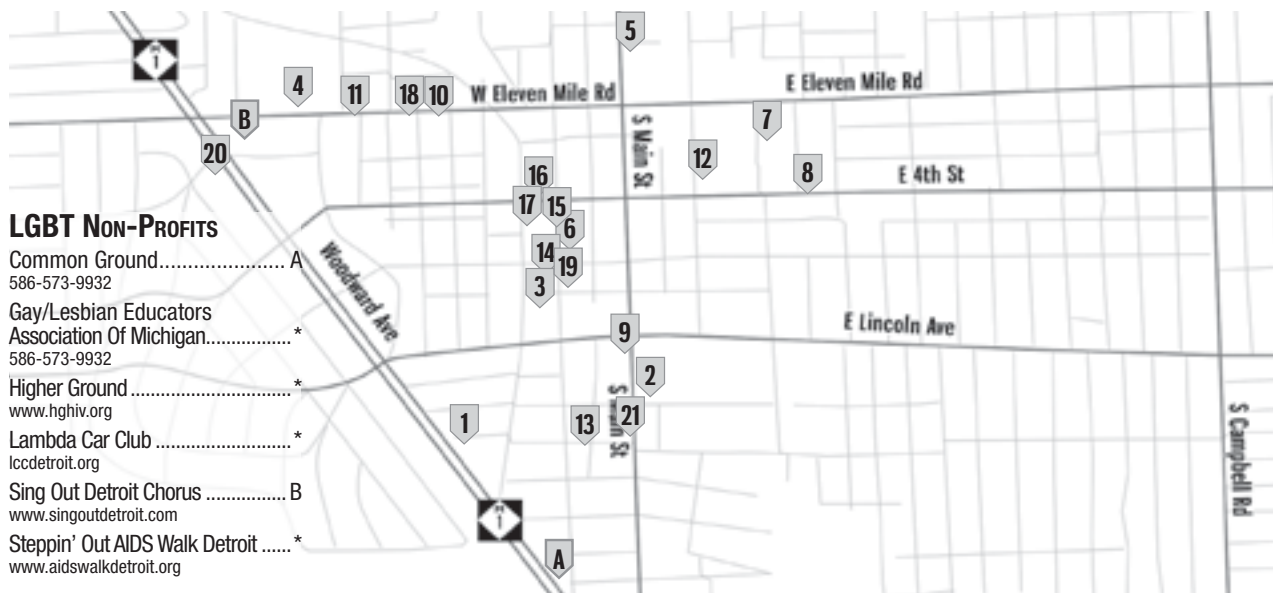 M
1
5
4
11
18
10
W Eleven Mile Rd
E Eleven Mile Rd
B
20
S Main St
7
12
8
16
E 4th St
17
15
6
14
19
3
Woodward Ave
LGBT NON-PROFITS
Common Ground...................... A
586-573-9932
Gay/Lesbian Educators
Association Of Michigan................*
586-573-9932
Higher Ground ..............................*
www.hghiv.org
Lambda Car Club .........................*
lccdetroit.org
Sing Out Detroit Chorus ............... B
www.singoutdetroit.com
Steppin' Out AIDS Walk Detroit ......*
www.aidswalkdetroit.org
9
E Lincoln Ave
2
1
13
21
S Main St
S Campbell Rd
M
1
A